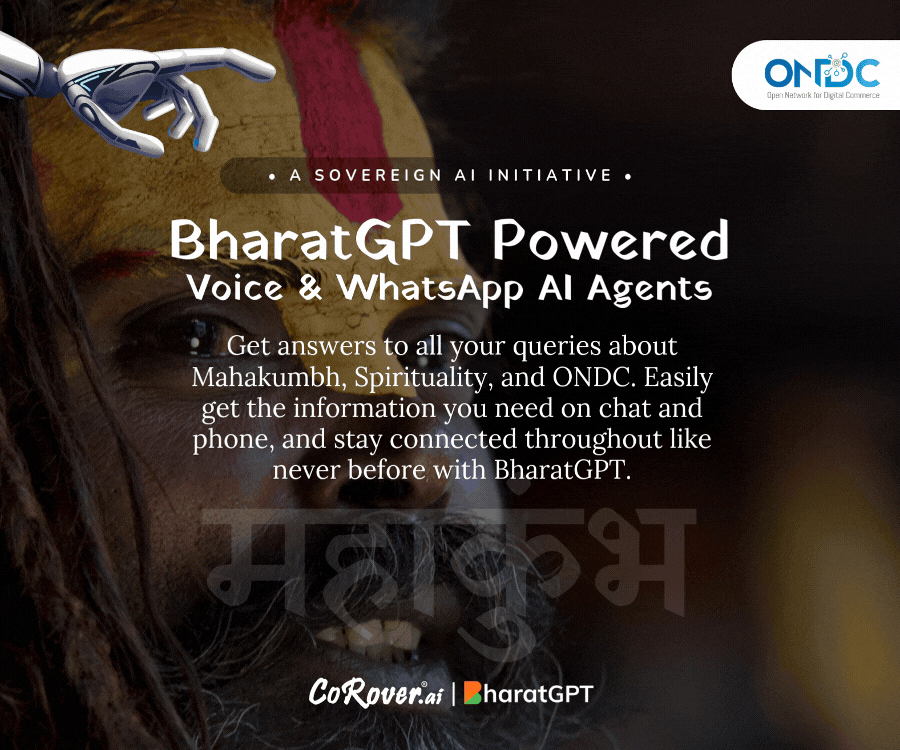 ONDC
Open Network for Digital Commerce
• A SOVEREIGN AI INITIATIVE •
BharatGPT Powered
Voice & WhatsApp AI Agents
Get answers to all your queries about
Mahakumbh, Spirituality, and ONDC. Easily
get the information you need on chat and
phone, and stay connected throughout like
never before with BharatGPT.
महाकुंभ
CoRover®.ai | BharatGPT